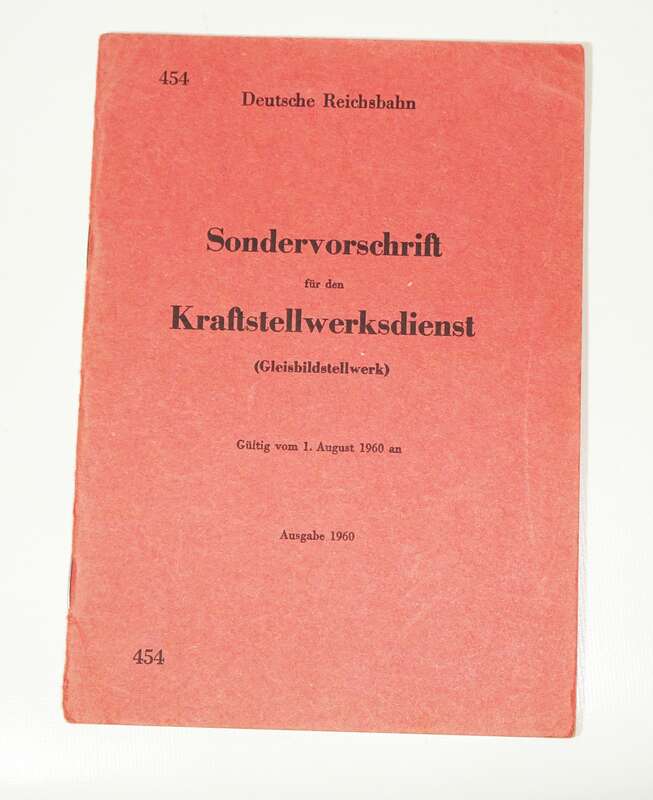 454
Deutsche Reichsbahn
Sondervorschrift
für den
Kraftstellwerksdienst
(Gleisbildstellwerk)
Gültig vom 1. August 1960 an
Ausgabe 1960
454